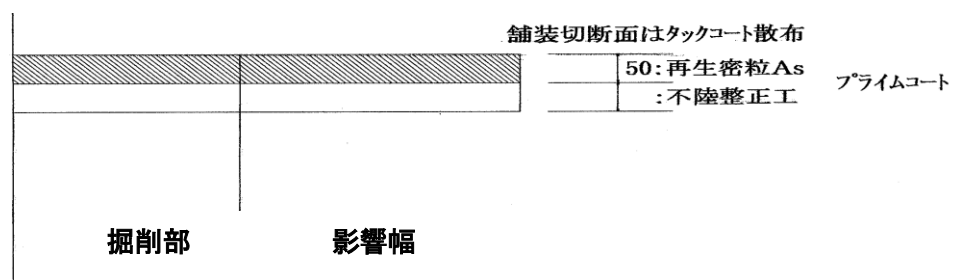 舗装切断面はタックコート散布
50:再生密粒As
プライムコート
:不陸整正工
掘削部
影響幅